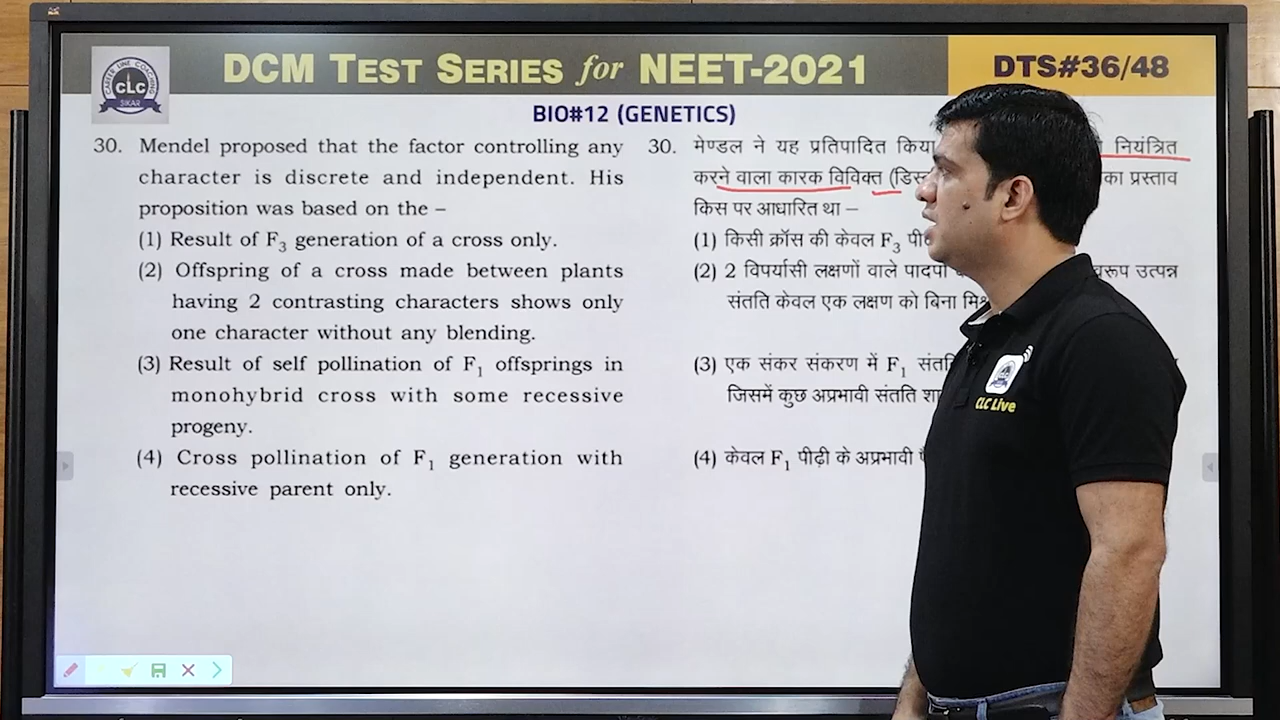 DCM TEST SERIES for NEET-2021
DTS#36/48
CAREER LINE COACHING
CLC
SIKAR
BIO#12 (GENETICS)
30. Mendel proposed that the factor controlling any
character is discrete and independent. His
proposition was based on the –
(1) Result of F3 generation of a cross only.
(2) Offspring of a cross made between plants
having 2 contrasting characters shows only
one character without any blending.
(3) Result of self pollination of F1 offsprings in
monohybrid cross with some recessive
progeny.
(4) Cross pollination of F1 generation with
recessive parent only.
30. मेण्डल ने यह प्रतिपादित किया नियंत्रित
करने वाला कारक विविक्त का प्रस्ताव
किस पर आधारित था –
(1) किसी क्रॉस की केवल F3
(2) 2 विपर्यासी लक्षणों वाले उत्पन्न
संतति केवल एक लक्षण को बिना
(3) एक संकर संकरण में F1
जिसमें कुछ अप्रभावी संतति
(4) केवल F1 पीढ़ी के अप्रभावी
CLC Live